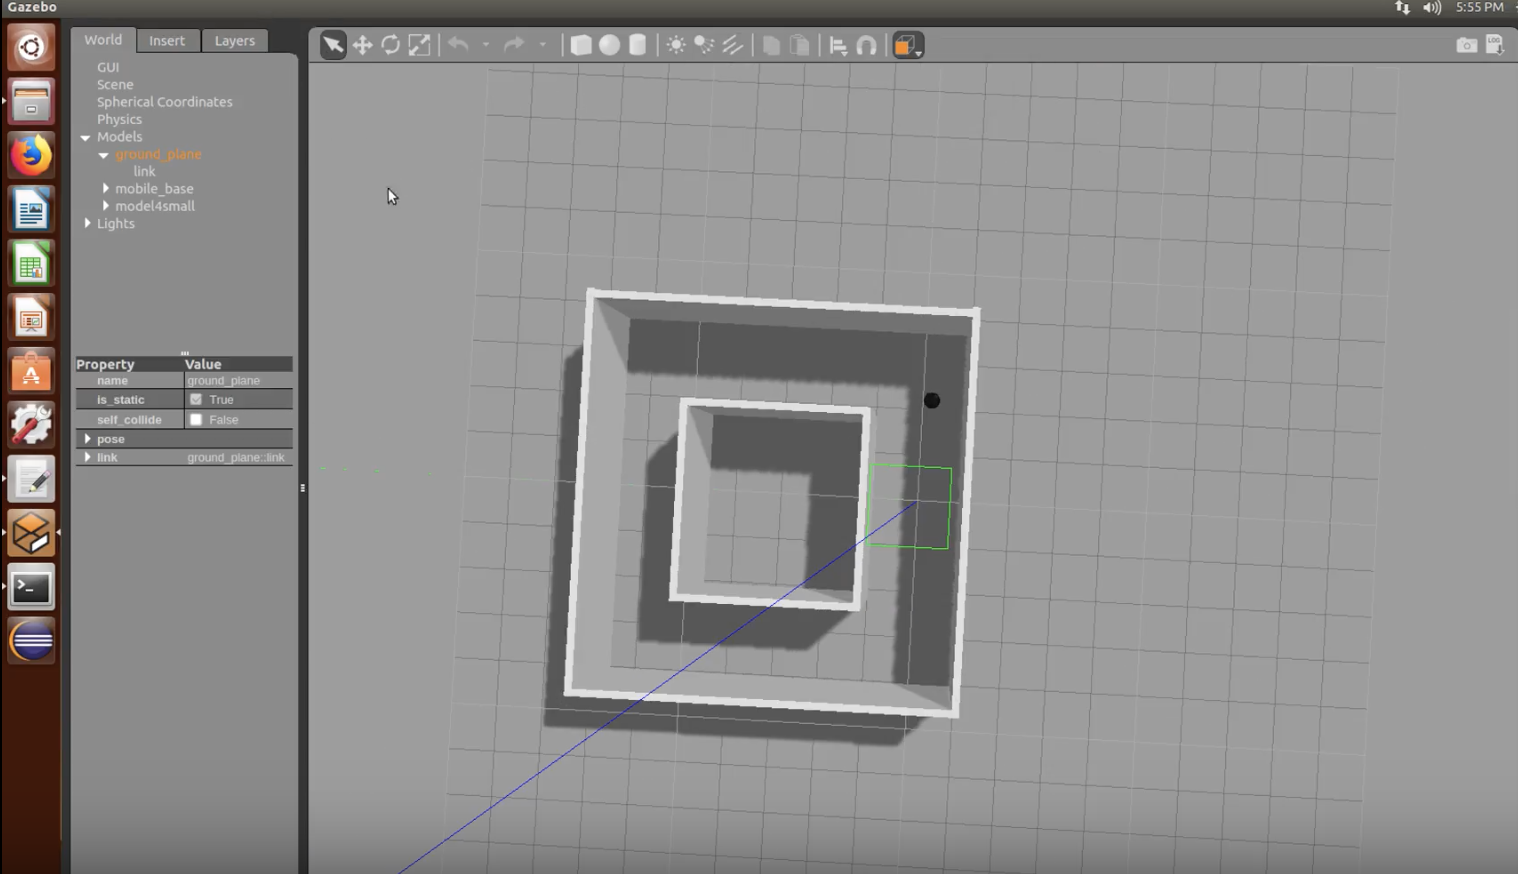 Gazebo 5:55 PM
World Insert Layers
GUI
Scene
Spherical Coordinates
Physics
Models
ground_plane
link
mobile_base
model4small
Lights
Property Value
name ground_plane
is_static True
self_collide False
pose
link ground_plane::link